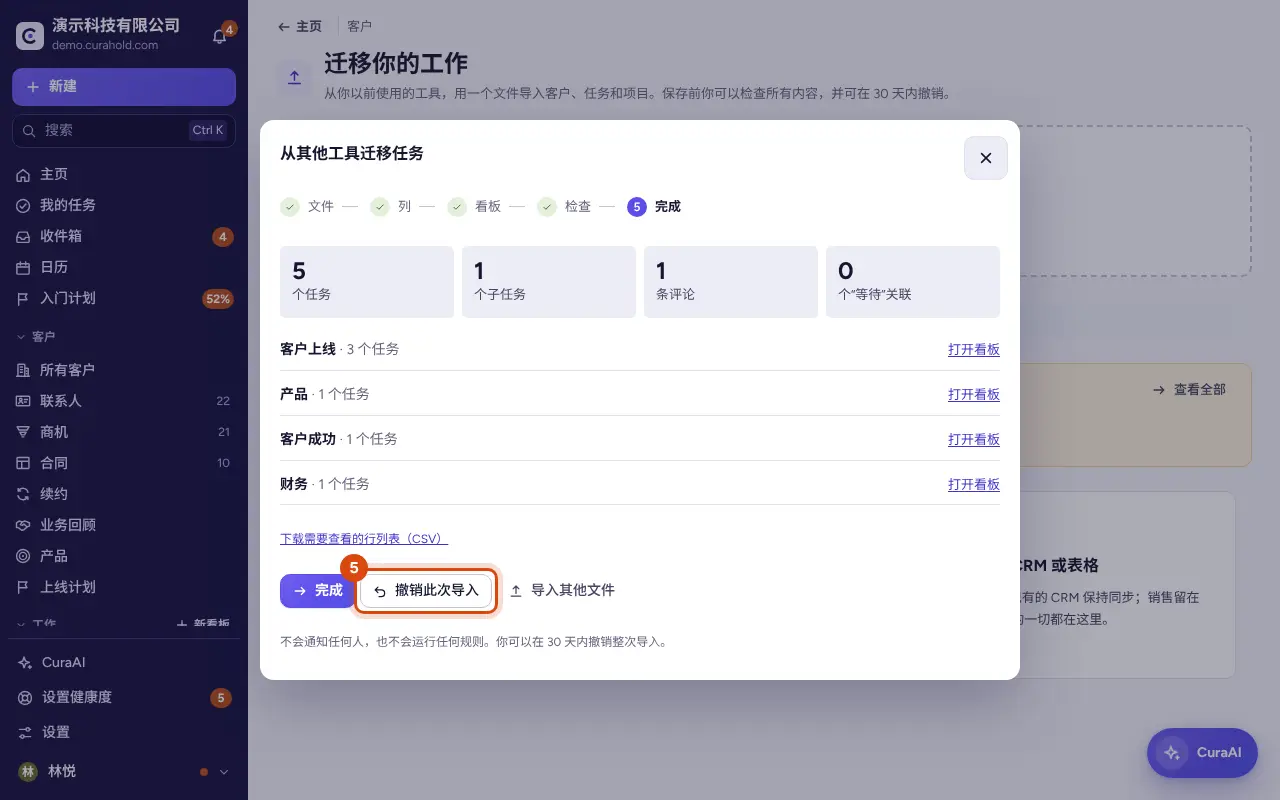 演示科技有限公司
demo.curahold.com
4
新建
搜索
Ctrl K
主页
我的任务
收件箱
4
日历
入门计划
52%
客户
所有客户
联系人
22
商机
21
合同
10
续约
业务回顾
产品
上线计划
工作
新看板
CuraAI
设置健康度
5
设置
林
林悦
主页
客户
迁移你的工作
从你以前使用的工具，用一个文件导入客户、任务和项目。保存前你可以检查所有内容，并可在 30 天内撤销。
从其他工具迁移任务
文件
列
看板
检查
5
完成
5
个任务
1
个子任务
1
条评论
0
个"等待"关联
客户上线 · 3 个任务
打开看板
产品 · 1 个任务
打开看板
客户成功 · 1 个任务
打开看板
财务 · 1 个任务
打开看板
下载需要查看的行列表（CSV）
5
完成
撤销此次导入
导入其他文件
不会通知任何人，也不会运行任何规则。你可以在 30 天内撤销整次导入。
查看全部
CRM 或表格
有的 CRM 保持同步；销售留在
一切都在这里。
CuraAI